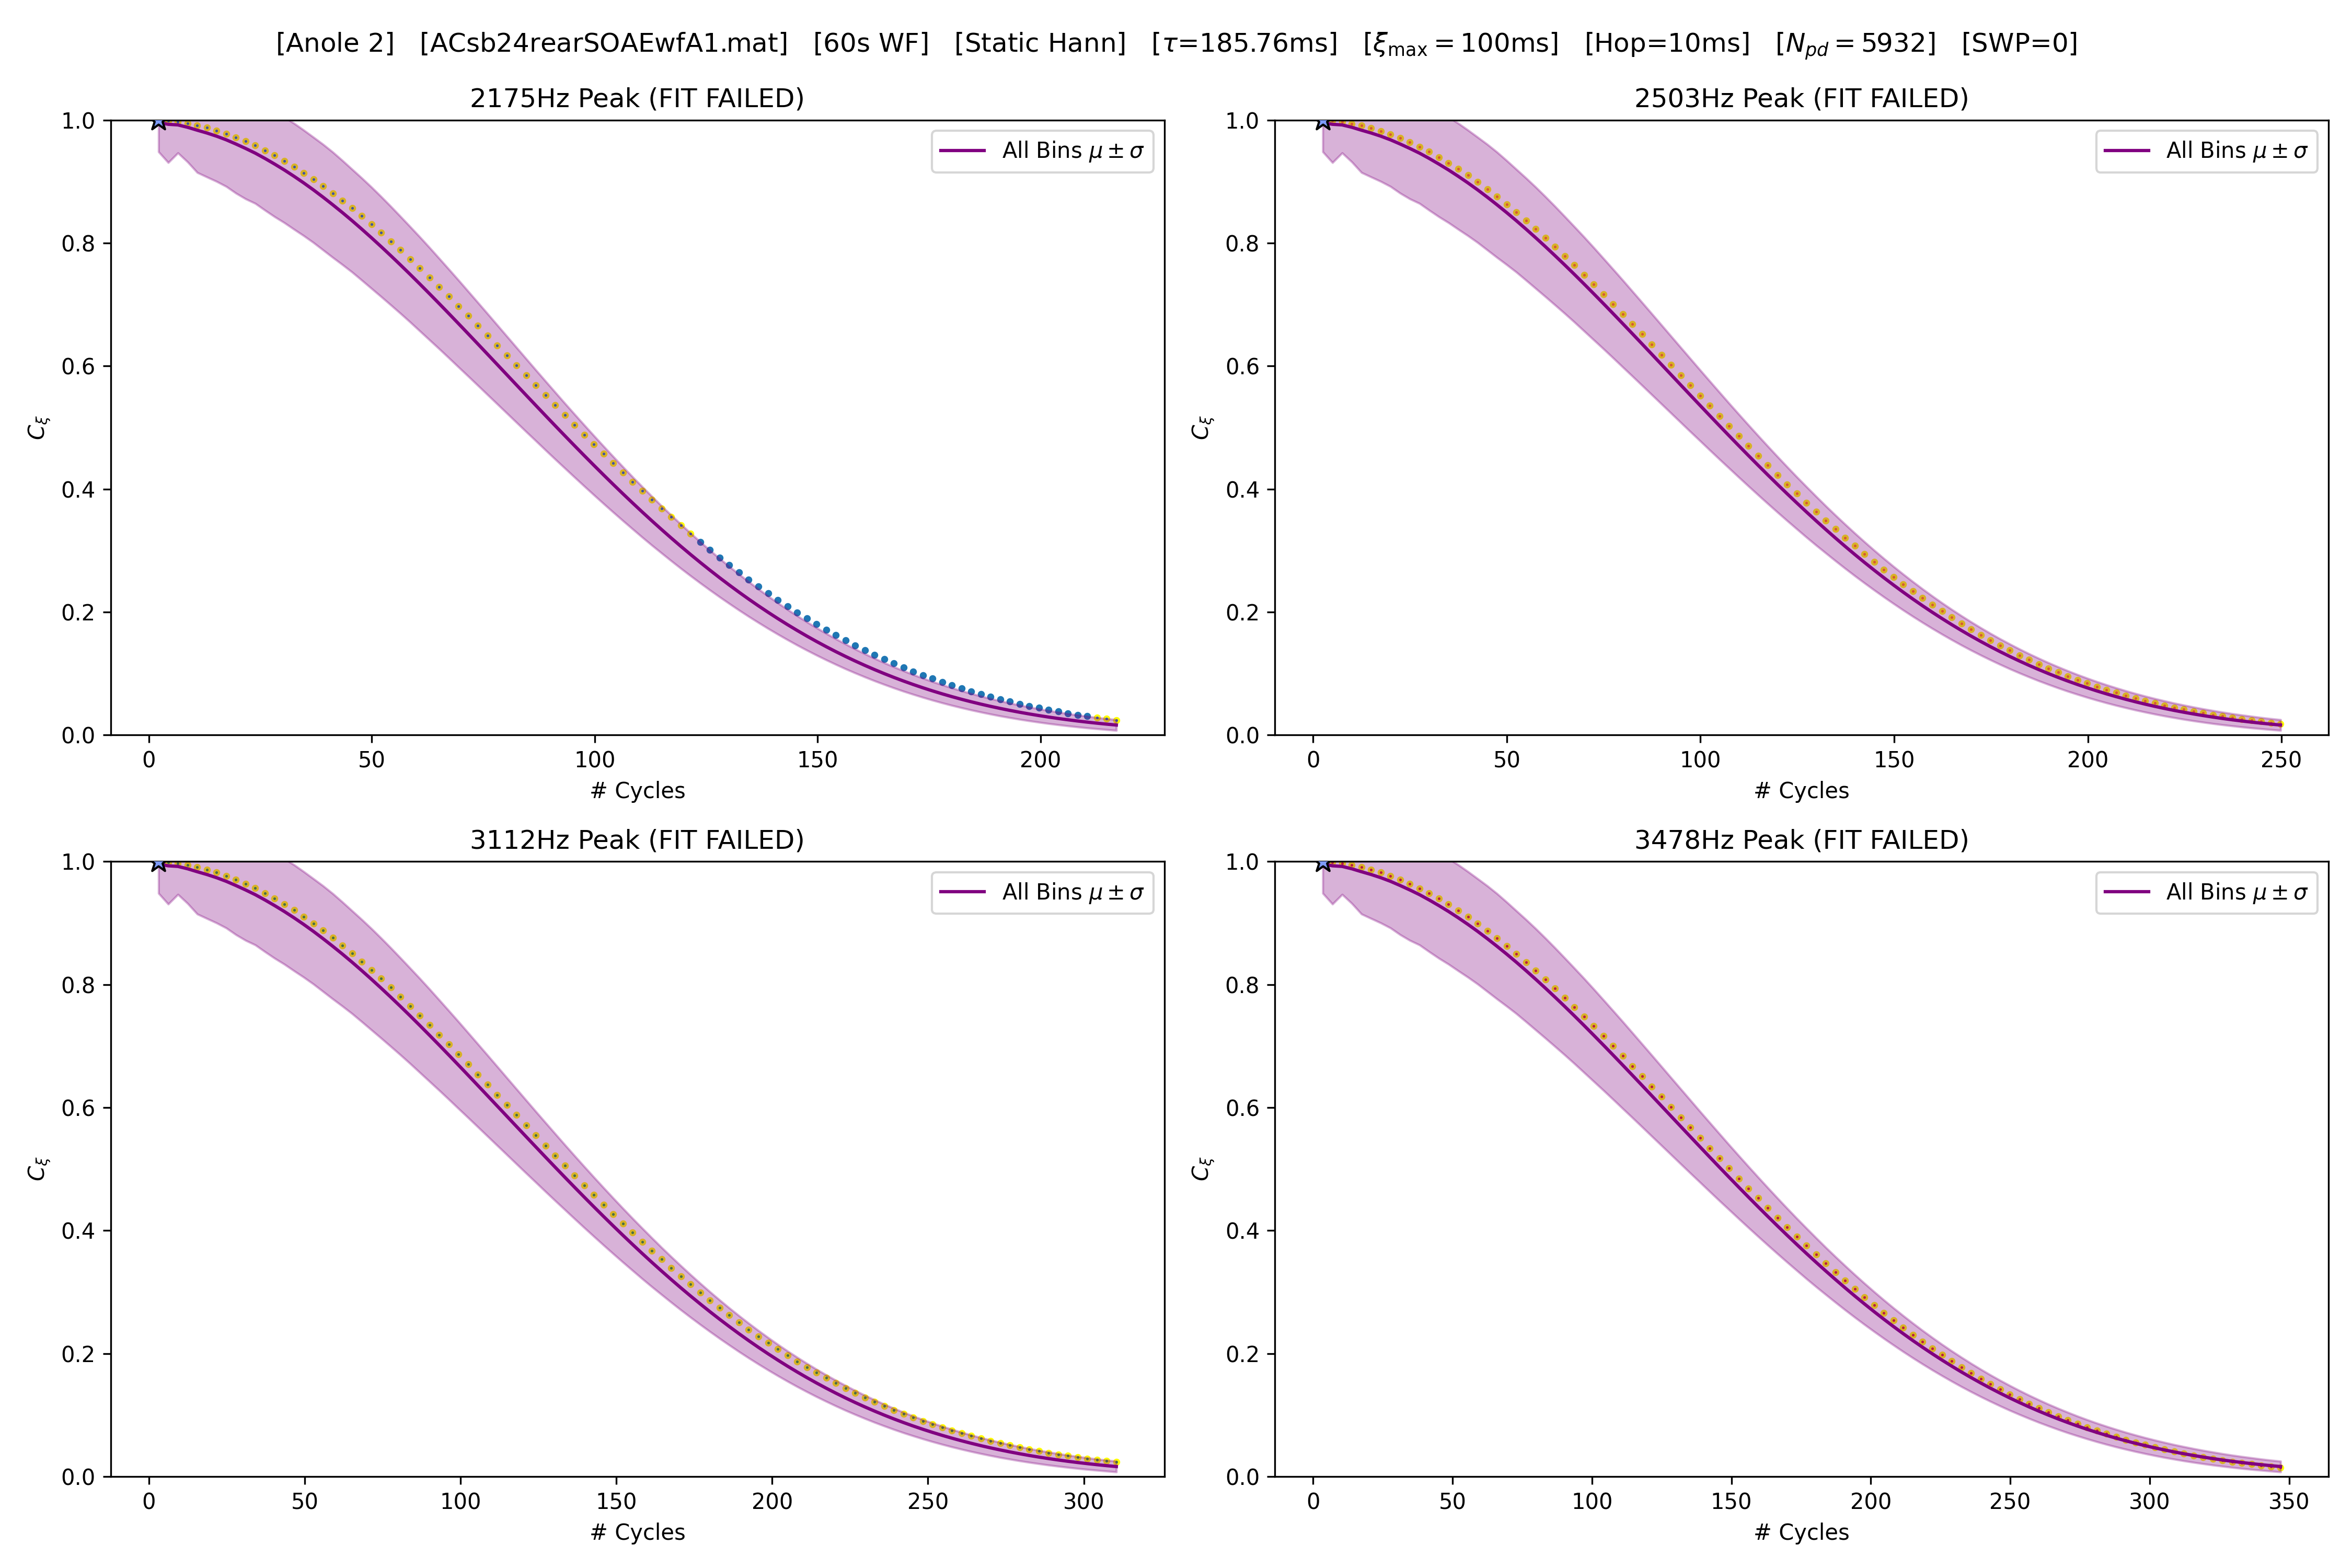 [Anole 2] [ACsb24rearSOAEwfA1.mat] [60s WF] [Static Hann] [τ=185.76ms] [ξmax = 100ms] [Hop=10ms] [Npd = 5932] [SWP=0]
2175Hz Peak (FIT FAILED)
1.0
0.8
0.6
0.4
0.2
0.0
Cξ
All Bins μ ± σ
0 50 100 150 200
# Cycles
2503Hz Peak (FIT FAILED)
1.0
0.8
0.6
0.4
0.2
0.0
Cξ
All Bins μ ± σ
0 50 100 150 200 250
# Cycles
3112Hz Peak (FIT FAILED)
1.0
0.8
0.6
0.4
0.2
0.0
Cξ
All Bins μ ± σ
0 50 100 150 200 250 300
# Cycles
3478Hz Peak (FIT FAILED)
1.0
0.8
0.6
0.4
0.2
0.0
Cξ
All Bins μ ± σ
0 50 100 150 200 250 300 350
# Cycles